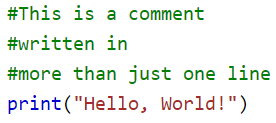 #This is a comment
#written in
#more than just one line
print("Hello, World!")